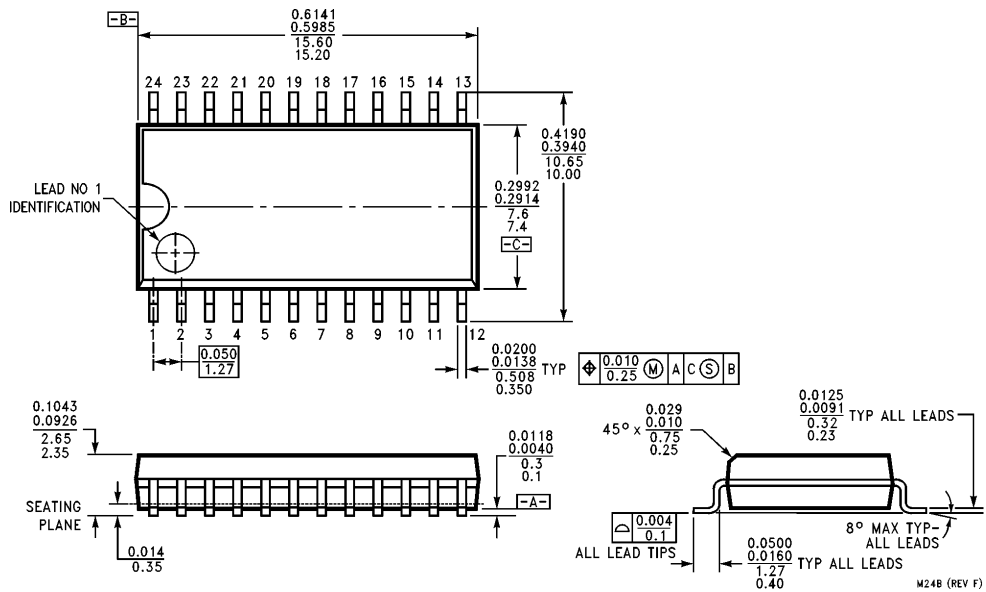 -B-
0.6141
0.5985
15.60
15.20
24 23 22 21 20 19 18 17 16 15 14 13
LEAD NO 1
IDENTIFICATION
0.4190
0.3940
10.65
10.00
0.2992
0.2914
7.6
7.4
-C-
1 2 3 4 5 6 7 8 9 10 11 12
0.050
1.27
0.0200
0.0138
0.508
0.350
TYP
⌖ 0.010
0.25
Ⓜ A C Ⓢ B
0.1043
0.0926
2.65
2.35
0.0118
0.0040
0.3
0.1
-A-
SEATING
PLANE
0.014
0.35
45° x
0.029
0.010
0.75
0.25
0.0125
0.0091
0.32
0.23
TYP ALL LEADS
0.004
0.1
ALL LEAD TIPS
0.0500
0.0160
1.27
0.40
TYP ALL LEADS
8° MAX TYP-
ALL LEADS
M24B (REV F)